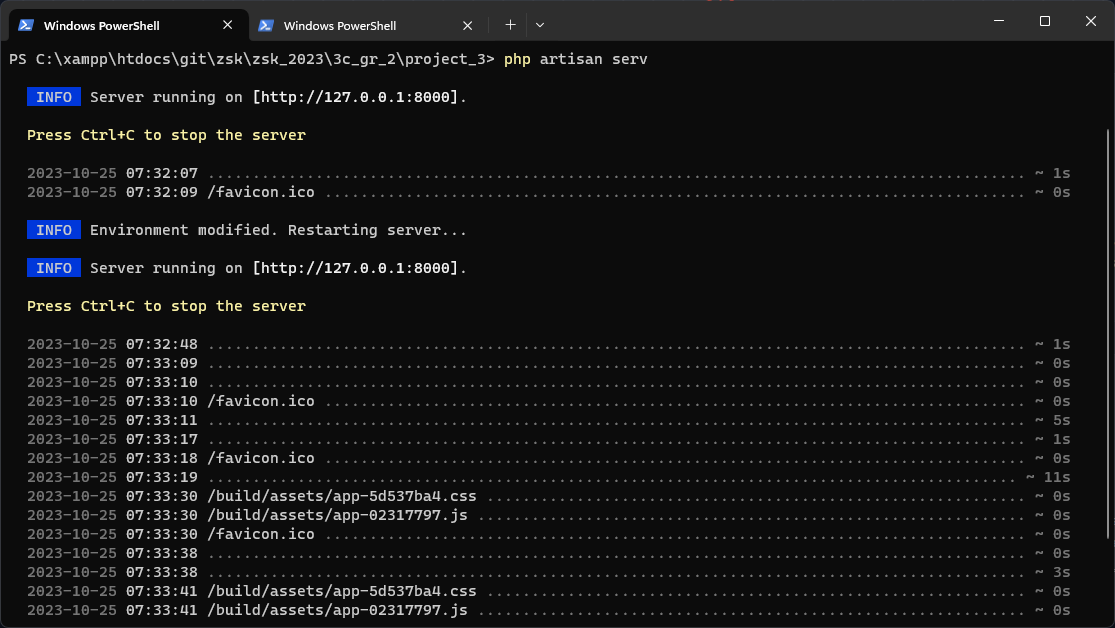 Windows PowerShell
Windows PowerShell
PS C:\xampp\htdocs\git\zsk\zsk_2023\3c_gr_2\project_3> php artisan serv
INFO Server running on [http://127.0.0.1:8000].
Press Ctrl+C to stop the server
2023-10-25 07:32:07 ........................................................................................... ~ 1s
2023-10-25 07:32:09 /favicon.ico .............................................................................. ~ 0s
INFO Environment modified. Restarting server...
INFO Server running on [http://127.0.0.1:8000].
Press Ctrl+C to stop the server
2023-10-25 07:32:48 ........................................................................................... ~ 1s
2023-10-25 07:33:09 ........................................................................................... ~ 0s
2023-10-25 07:33:10 ........................................................................................... ~ 0s
2023-10-25 07:33:10 /favicon.ico .............................................................................. ~ 0s
2023-10-25 07:33:11 ........................................................................................... ~ 5s
2023-10-25 07:33:17 ........................................................................................... ~ 1s
2023-10-25 07:33:18 /favicon.ico .............................................................................. ~ 0s
2023-10-25 07:33:19 .......................................................................................... ~ 11s
2023-10-25 07:33:30 /build/assets/app-5d537ba4.css ............................................................ ~ 0s
2023-10-25 07:33:30 /build/assets/app-02317797.js ............................................................. ~ 0s
2023-10-25 07:33:30 /favicon.ico .............................................................................. ~ 0s
2023-10-25 07:33:38 ........................................................................................... ~ 0s
2023-10-25 07:33:38 ........................................................................................... ~ 3s
2023-10-25 07:33:41 /build/assets/app-5d537ba4.css ............................................................ ~ 0s
2023-10-25 07:33:41 /build/assets/app-02317797.js ............................................................. ~ 0s